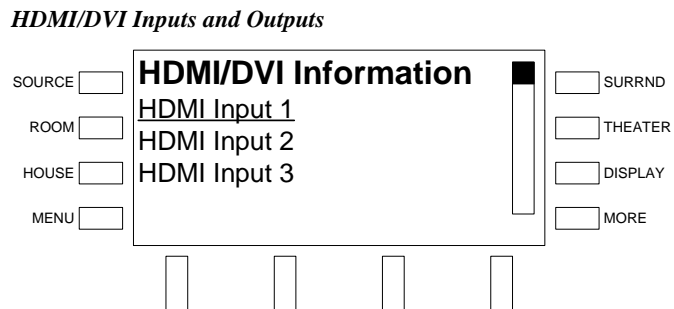 HDMI/DVI Inputs and Outputs
HDMI/DVI Information
SOURCE
SURRND
HDMI Input 1
ROOM
THEATER
HDMI Input 2
HOUSE
HDMI Input 3
DISPLAY
MENU
MORE